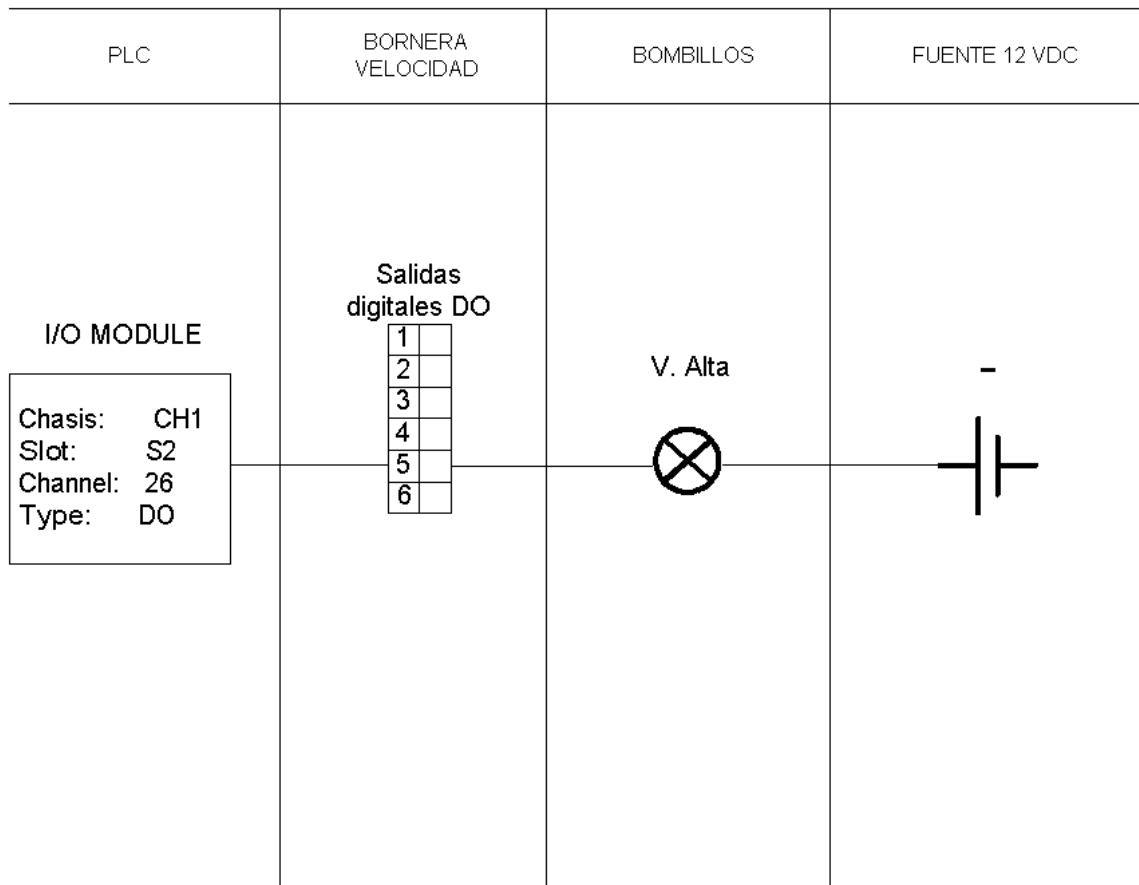 PLC
BORNERA
VELOCIDAD
BOMBILLOS
FUENTE 12 VDC
I/O MODULE
Chasis: CH1
Slot: S2
Channel: 26
Type: DO
Salidas
digitales DO
1
2
3
4
5
6
V. Alta
-